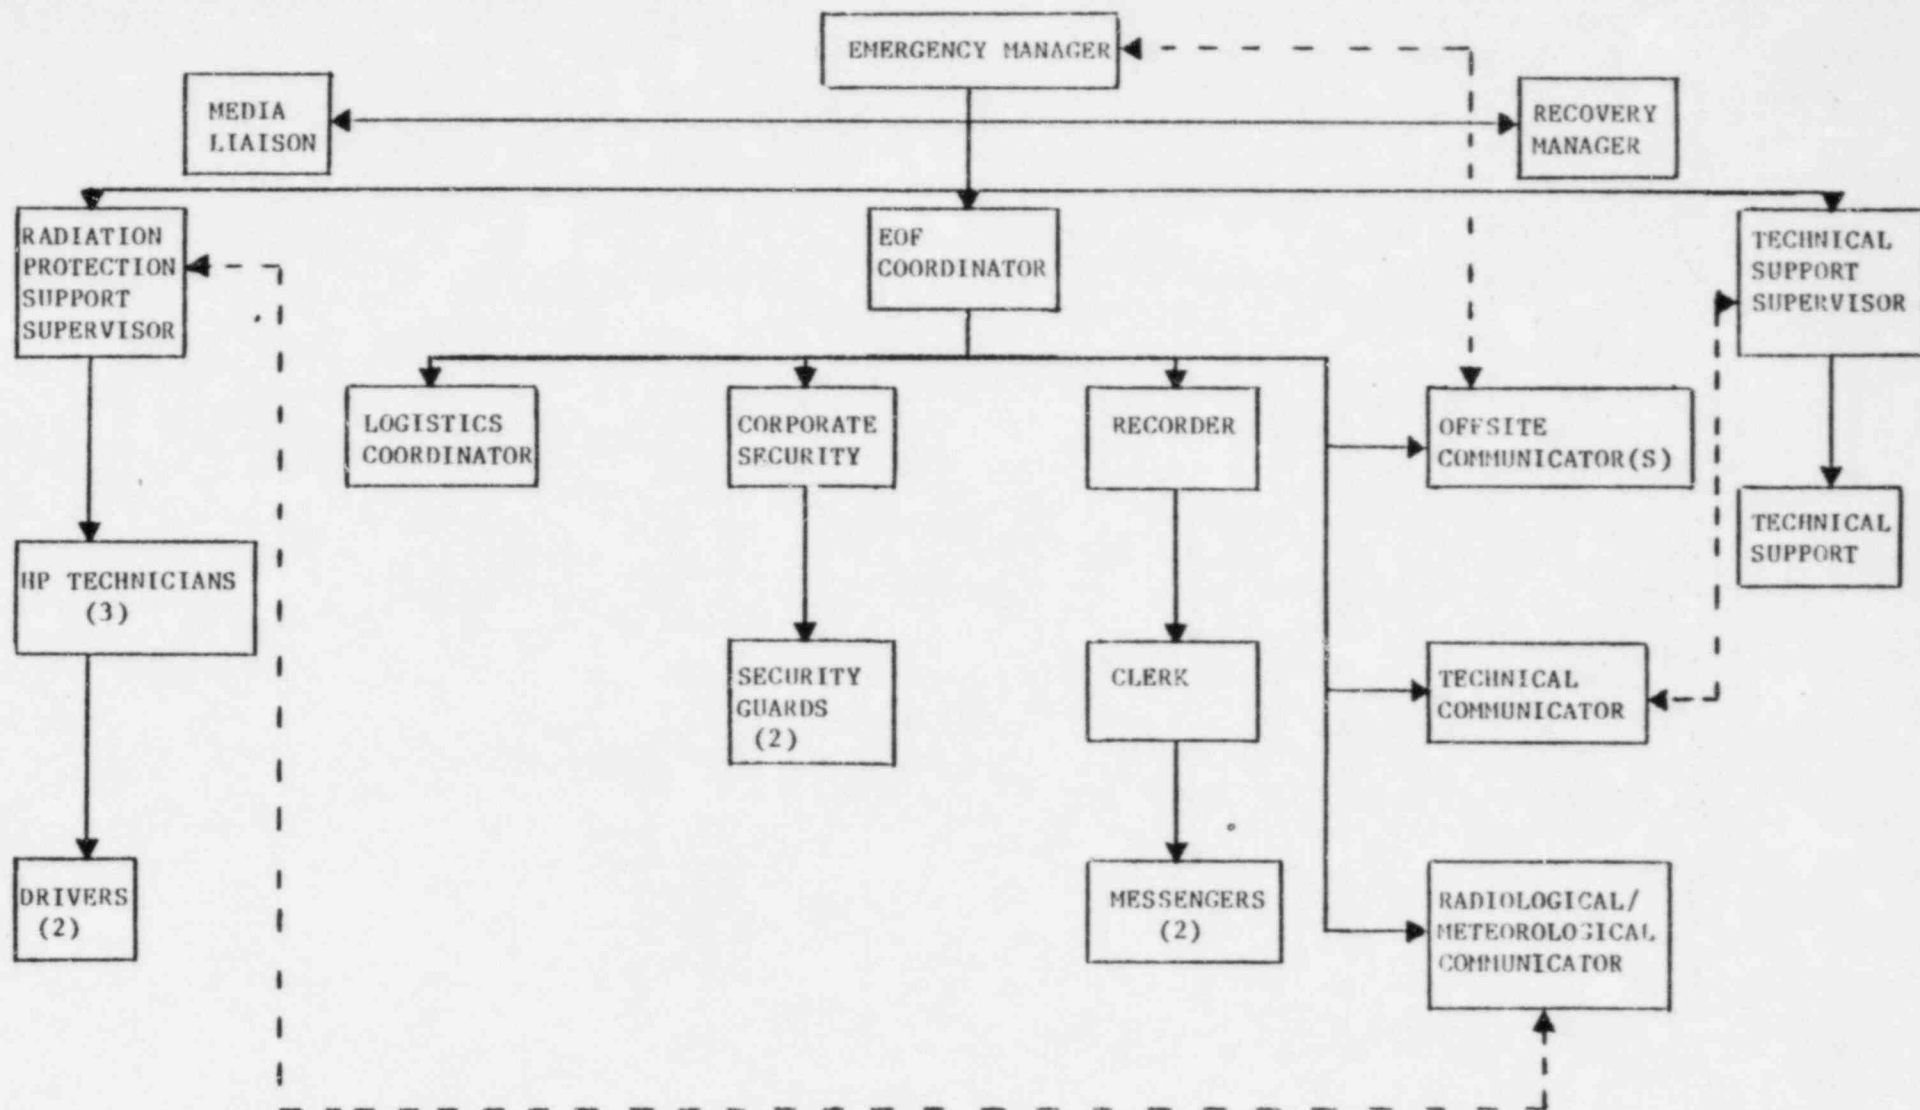 EMERGENCY MANAGER
MEDIA
LIAISON
RECOVERY
MANAGER
RADIATION
PROTECTION
SUPPORT
SUPERVISOR
EOF
COORDINATOR
TECHNICAL
SUPPORT
SUPERVISOR
LOGISTICS
COORDINATOR
CORPORATE
SECURITY
RECORDER
OFFSITE
COMMUNICATOR(S)
TECHNICAL
SUPPORT
HP TECHNICIANS
(3)
SECURITY
GUARDS
(2)
CLERK
TECHNICAL
COMMUNICATOR
DRIVERS
(2)
MESSENGERS
(2)
RADIOLOGICAL/
METEOROLOGICAL
COMMUNICATOR